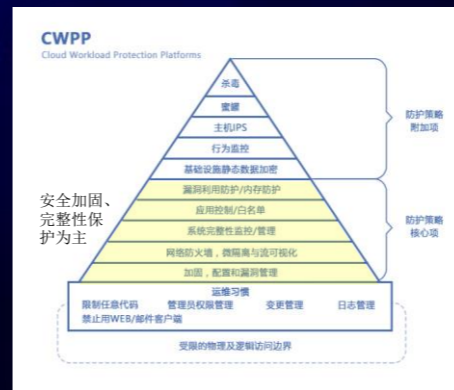 CWPP
Cloud Workload Protection Platforms
杀毒
蜜罐
主机IPS
行为监控
基础设施静态数据加密
漏洞利用防护/内存防护
应用控制/白名单
系统完整性监控/管理
网络防火墙，微隔离与流可视化
加固，配置和漏洞管理
运维习惯
限制任意代码 管理员权限管理 变更管理 日志管理
禁止用WEB/邮件客户端
受限的物理及逻辑访问边界
防护策略
附加项
防护策略
核心项
安全加固、
完整性保
护为主